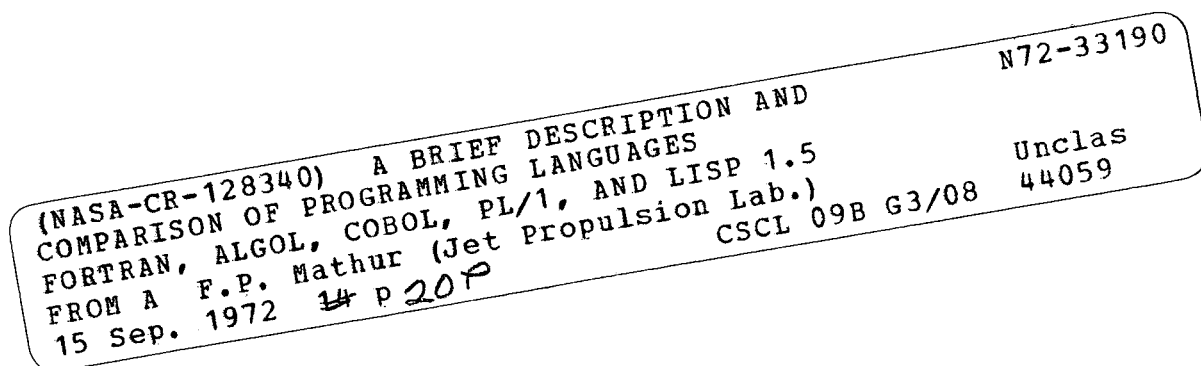 N72-33190
(NASA-CR-128340) A BRIEF DESCRIPTION AND
COMPARISON OF PROGRAMMING LANGUAGES
FORTRAN, ALGOL, COBOL, PL/1, AND LISP 1.5 Unclas
FROM A F.P. Mathur (Jet Propulsion Lab.)
15 Sep. 1972 14 p 20P CSCL 09B G3/08 44059